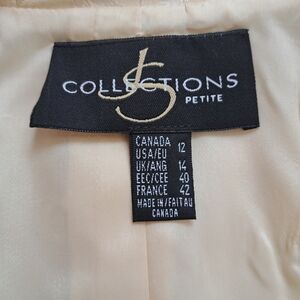 JS
COLLECTIONS
PETITE
CANADA
USA/EU 12
UK/ANG 14
EEC/CEE 40
FRANCE 42
MADE IN/FAIT AU
CANADA